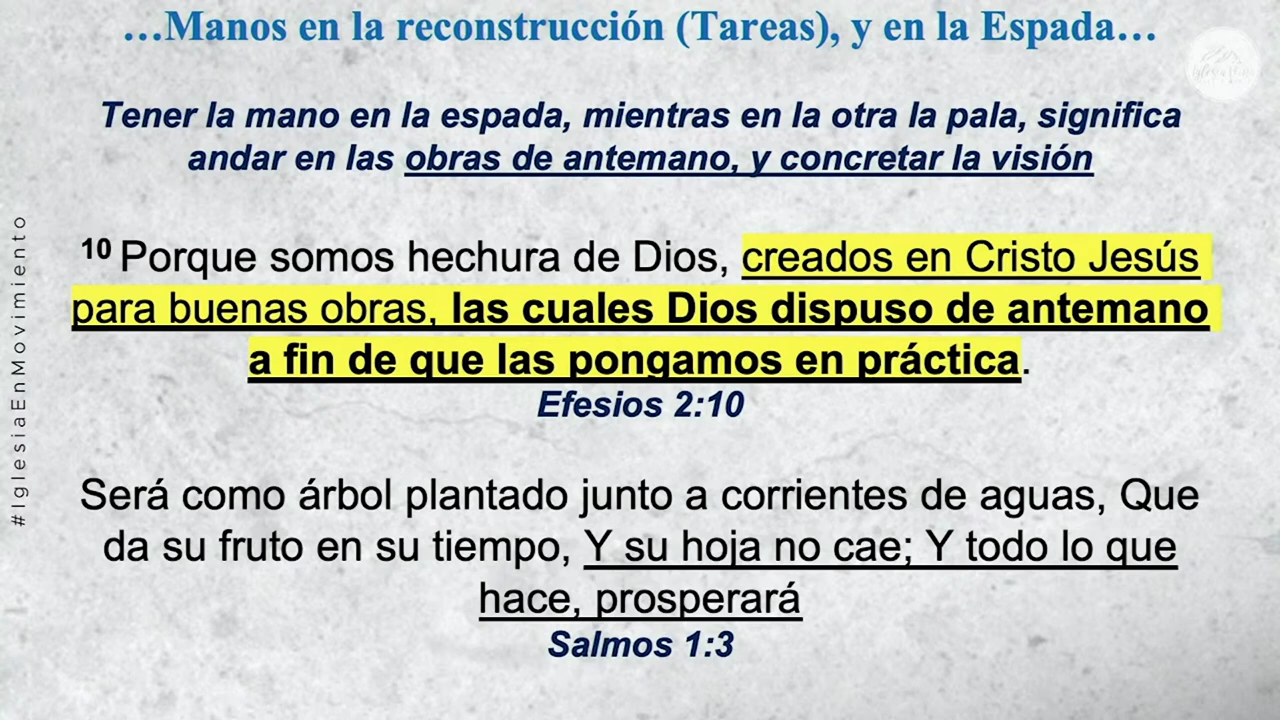 …Manos en la reconstrucción (Tareas), y en la Espada…
Tener la mano en la espada, mientras en la otra la pala, significa
andar en las obras de antemano, y concretar la visión
10 Porque somos hechura de Dios, creados en Cristo Jesús
para buenas obras, las cuales Dios dispuso de antemano
a fin de que las pongamos en práctica.
Efesios 2:10
Será como árbol plantado junto a corrientes de aguas, Que
da su fruto en su tiempo, Y su hoja no cae; Y todo lo que
hace, prosperará
Salmos 1:3
#IglesiaEnMovimiento